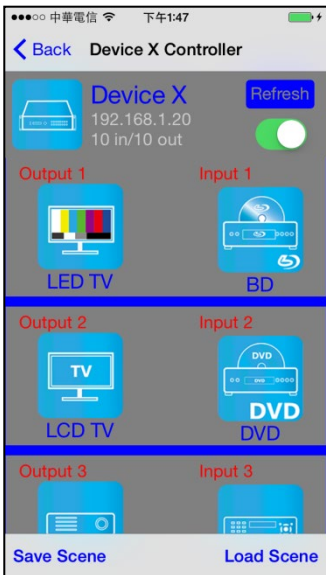 中華電信 下午1:47
Back Device X Controller
Device X Refresh
192.168.1.20
10 in/10 out
Output 1 Input 1
LED TV BD
Output 2 Input 2
TV DVD
DVD
LCD TV DVD
Output 3 Input 3
Save Scene Load Scene